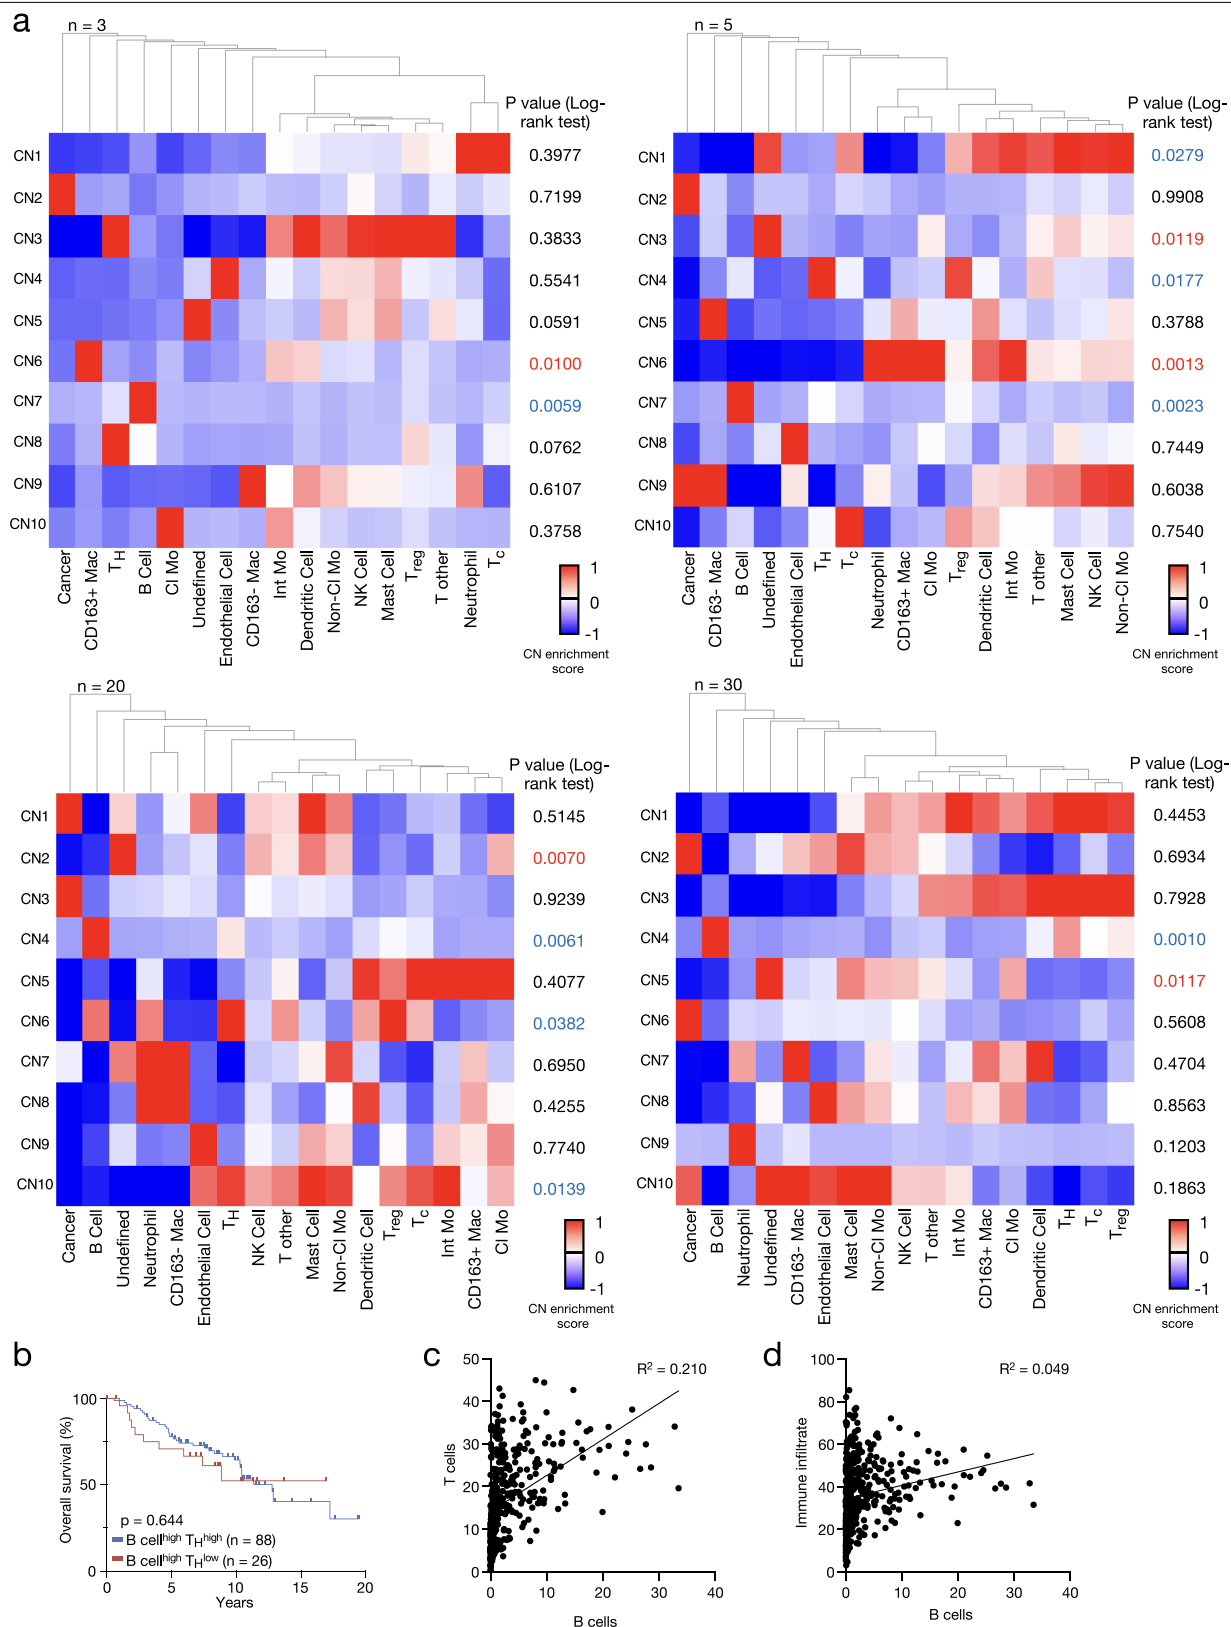 a
n = 3
P value (Log-
rank test)
CN1 0.3977
CN2 0.7199
CN3 0.3833
CN4 0.5541
CN5 0.0591
CN6 0.0100
CN7 0.0059
CN8 0.0762
CN9 0.6107
CN10 0.3758
Cancer
CD163+ Mac
TH
B Cell
Cl Mo
Undefined
Endothelial Cell
CD163- Mac
Int Mo
Dendritic Cell
Non-Cl Mo
NK Cell
Mast Cell
Treg
T other
Neutrophil
Tc
1
0
-1
CN enrichment
score
n = 5
P value (Log-
rank test)
CN1 0.0279
CN2 0.9908
CN3 0.0119
CN4 0.0177
CN5 0.3788
CN6 0.0013
CN7 0.0023
CN8 0.7449
CN9 0.6038
CN10 0.7540
Cancer
CD163- Mac
B Cell
Undefined
Endothelial Cell
TH
Tc
Neutrophil
CD163+ Mac
Cl Mo
Treg
Dendritic Cell
Int Mo
T other
Mast Cell
NK Cell
Non-Cl Mo
1
0
-1
CN enrichment
score
n = 20
P value (Log-
rank test)
CN1 0.5145
CN2 0.0070
CN3 0.9239
CN4 0.0061
CN5 0.4077
CN6 0.0382
CN7 0.6950
CN8 0.4255
CN9 0.7740
CN10 0.0139
Cancer
B Cell
Undefined
Neutrophil
CD163- Mac
Endothelial Cell
TH
NK Cell
T other
Mast Cell
Non-Cl Mo
Dendritic Cell
Treg
Tc
Int Mo
CD163+ Mac
Cl Mo
1
0
-1
CN enrichment
score
n = 30
P value (Log-
rank test)
CN1 0.4453
CN2 0.6934
CN3 0.7928
CN4 0.0010
CN5 0.0117
CN6 0.5608
CN7 0.4704
CN8 0.8563
CN9 0.1203
CN10 0.1863
Cancer
B Cell
Neutrophil
Undefined
CD163- Mac
Endothelial Cell
Mast Cell
Non-Cl Mo
NK Cell
T other
Int Mo
CD163+ Mac
Cl Mo
Dendritic Cell
TH
Tc
Treg
1
0
-1
CN enrichment
score
b
Overall survival (%)
100
50
0
p = 0.644
B cellhigh THhigh (n = 88)
B cellhigh THlow (n = 26)
0 5 10 15 20
Years
c
R2 = 0.210
T cells
50
40
30
20
10
0
0 10 20 30 40
B cells
d
R2 = 0.049
Immune infiltrate
100
80
60
40
20
0
0 10 20 30 40
B cells